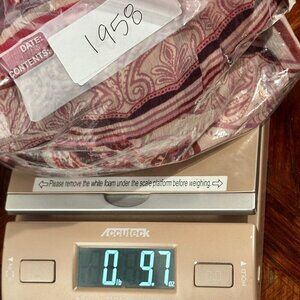 1958
DATE:
CONTENTS:
Please remove the white foam under the scale platform before weighing.
Accuteck
0 lb 9.7 oz
HOLD